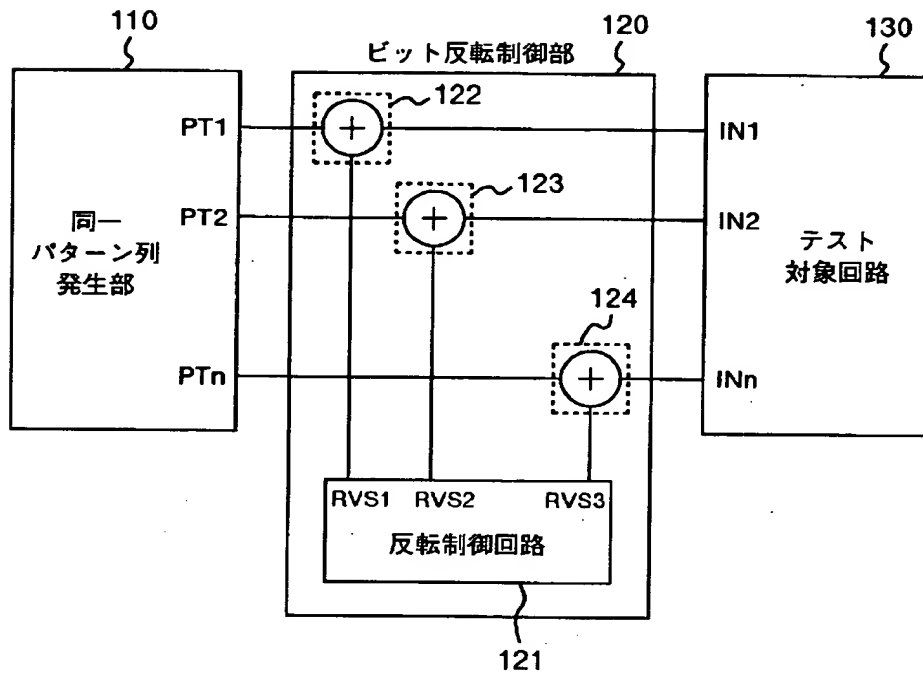 110
120
130
ビット反転制御部
122
PT1
IN1
123
PT2
IN2
同一
パターン列
発生部
テスト
対象回路
124
PTn
INn
RVS1 RVS2 RVS3
反転制御回路
121